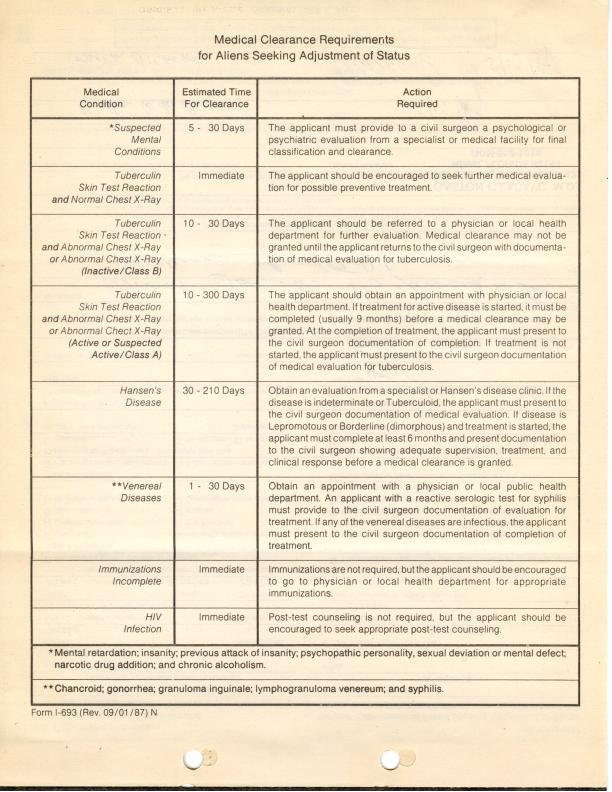 Medical Clearance Requirements
for Aliens Seeking Adjustment of Status
Medical
Condition
Estimated Time
For Clearance
Action
Required
*Suspected
Mental
Conditions
5 - 30 Days
The applicant must provide to a civil surgeon a psychological or
psychiatric evaluation from a specialist or medical facility for final
classification and clearance.
Tuberculin
Skin Test Reaction
and Normal Chest X-Ray
Immediate
The applicant should be encouraged to seek further medical evalua-
tion for possible preventive treatment.
Tuberculin
Skin Test Reaction
and Abnormal Chest X-Ray
or Abnormal Chest X-Ray
(Inactive/Class B)
10 - 30 Days
The applicant should be referred to a physician or local health
department for further evaluation. Medical clearance may not be
granted until the applicant returns to the civil surgeon with documenta-
tion of medical evaluation for tuberculosis.
Tuberculin
Skin Test Reaction
and Abnormal Chest X-Ray
or Abnormal Chect X-Ray
(Active or Suspected
Active/Class A)
10 - 300 Days
The applicant should obtain an appointment with physician or local
health department. If treatment for active disease is started, it must be
completed (usually 9 months) before a medical clearance may be
granted. At the completion of treatment, the applicant must present to
the civil surgeon documentation of completion. If treatment is not
started, the applicant must present to the civil surgeon documentation
of medical evaluation for tuberculosis.
Hansen's
Disease
30 - 210 Days
Obtain an evaluation from a specialist or Hansen's disease clinic. If the
disease is indeterminate or Tuberculoid, the applicant must present to
the civil surgeon documentation of medical evaluation. If disease is
Lepromotous or Borderline (dimorphous) and treatment is started, the
applicant must complete at least 6 months and present documentation
to the civil surgeon showing adequate supervision, treatment, and
clinical response before a medical clearance is granted.
**Venereal
Diseases
1 - 30 Days
Obtain an appointment with a physician or local public health
department. An applicant with a reactive serologic test for syphilis
must provide to the civil surgeon documentation of evaluation for
treatment. If any of the venereal diseases are infectious, the applicant
must present to the civil surgeon documentation of completion of
treatment.
Immunizations
Incomplete
Immediate
Immunizations are not required, but the applicant should be encouraged
to go to physician or local health department for appropriate
immunizations.
HIV
Infection
Immediate
Post-test counseling is not required, but the applicant should be
encouraged to seek appropriate post-test counseling.
*Mental retardation; insanity; previous attack of insanity; psychopathic personality, sexual deviation or mental defect;
narcotic drug addition; and chronic alcoholism.
**Chancroid; gonorrhea; granuloma inguinale; lymphogranuloma venereum; and syphilis.
Form I-693 (Rev. 09/01/87) N